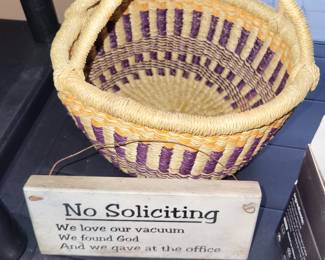 No Soliciting
We love our vacuum
We found God
And we gave at the office